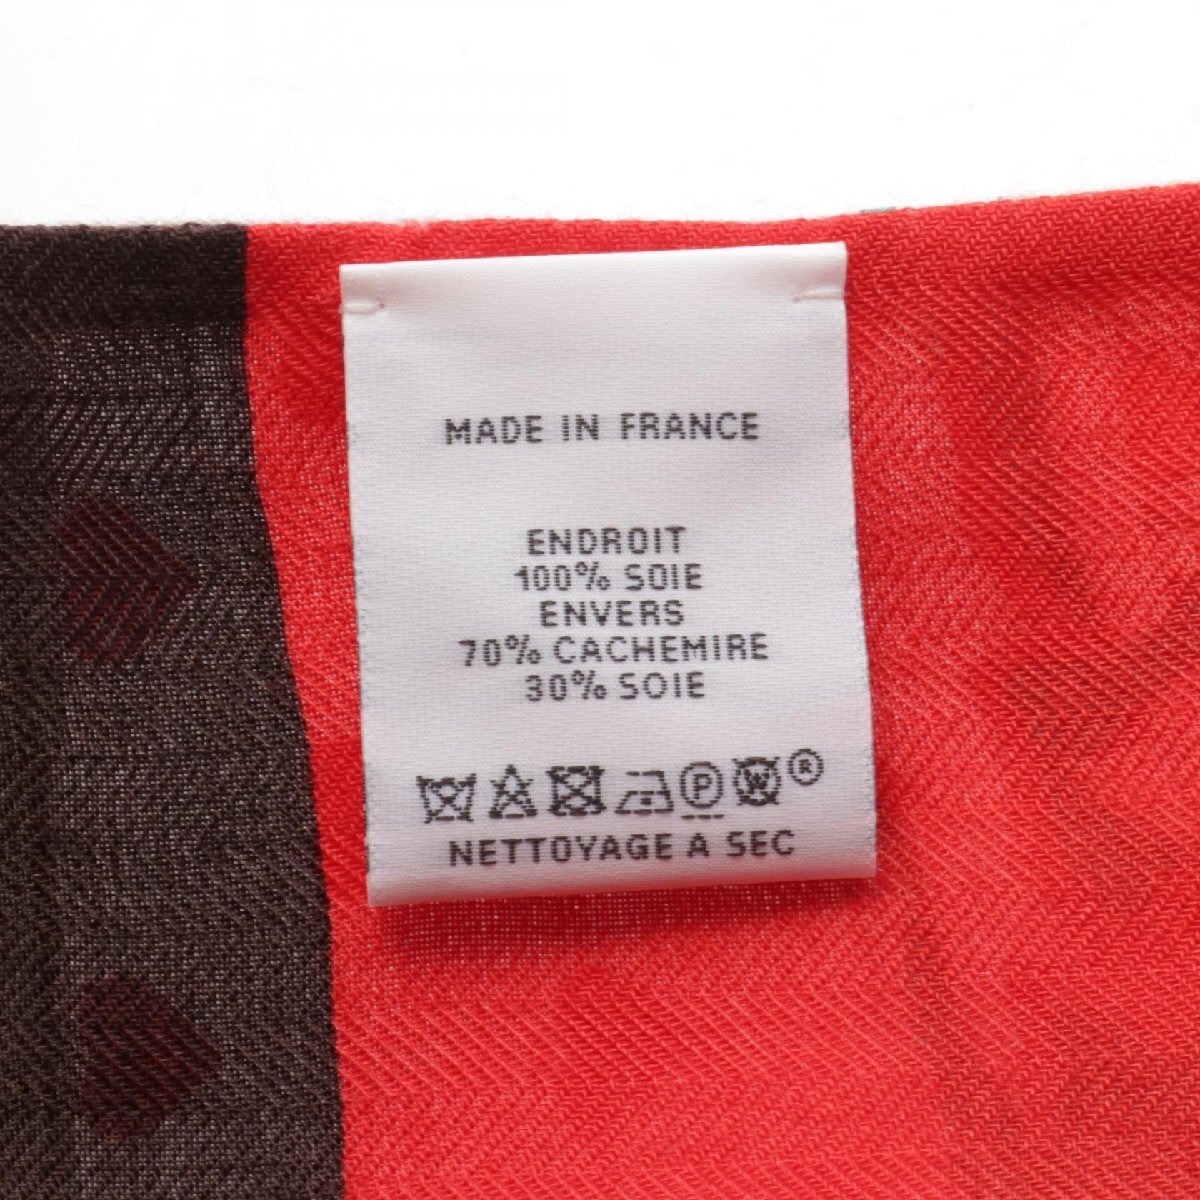 MADE IN FRANCE
ENDROIT
100% SOIE
ENVERS
70% CACHEMIRE
30% SOIE
P W ®
NETTOYAGE A SEC